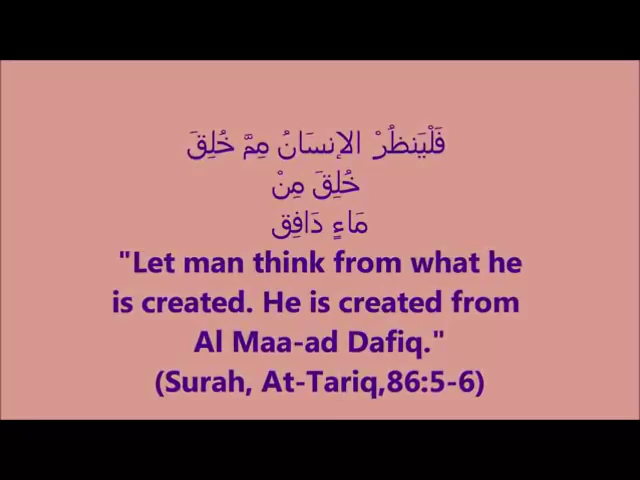 فَلْيَنظُرْ الإنسَانُ مِمَّ خُلِقَ
خُلِقَ مِنْ
مَاءٍ دَافِق
"Let man think from what he
is created. He is created from
Al Maa-ad Dafiq."
(Surah, At-Tariq,86:5-6)